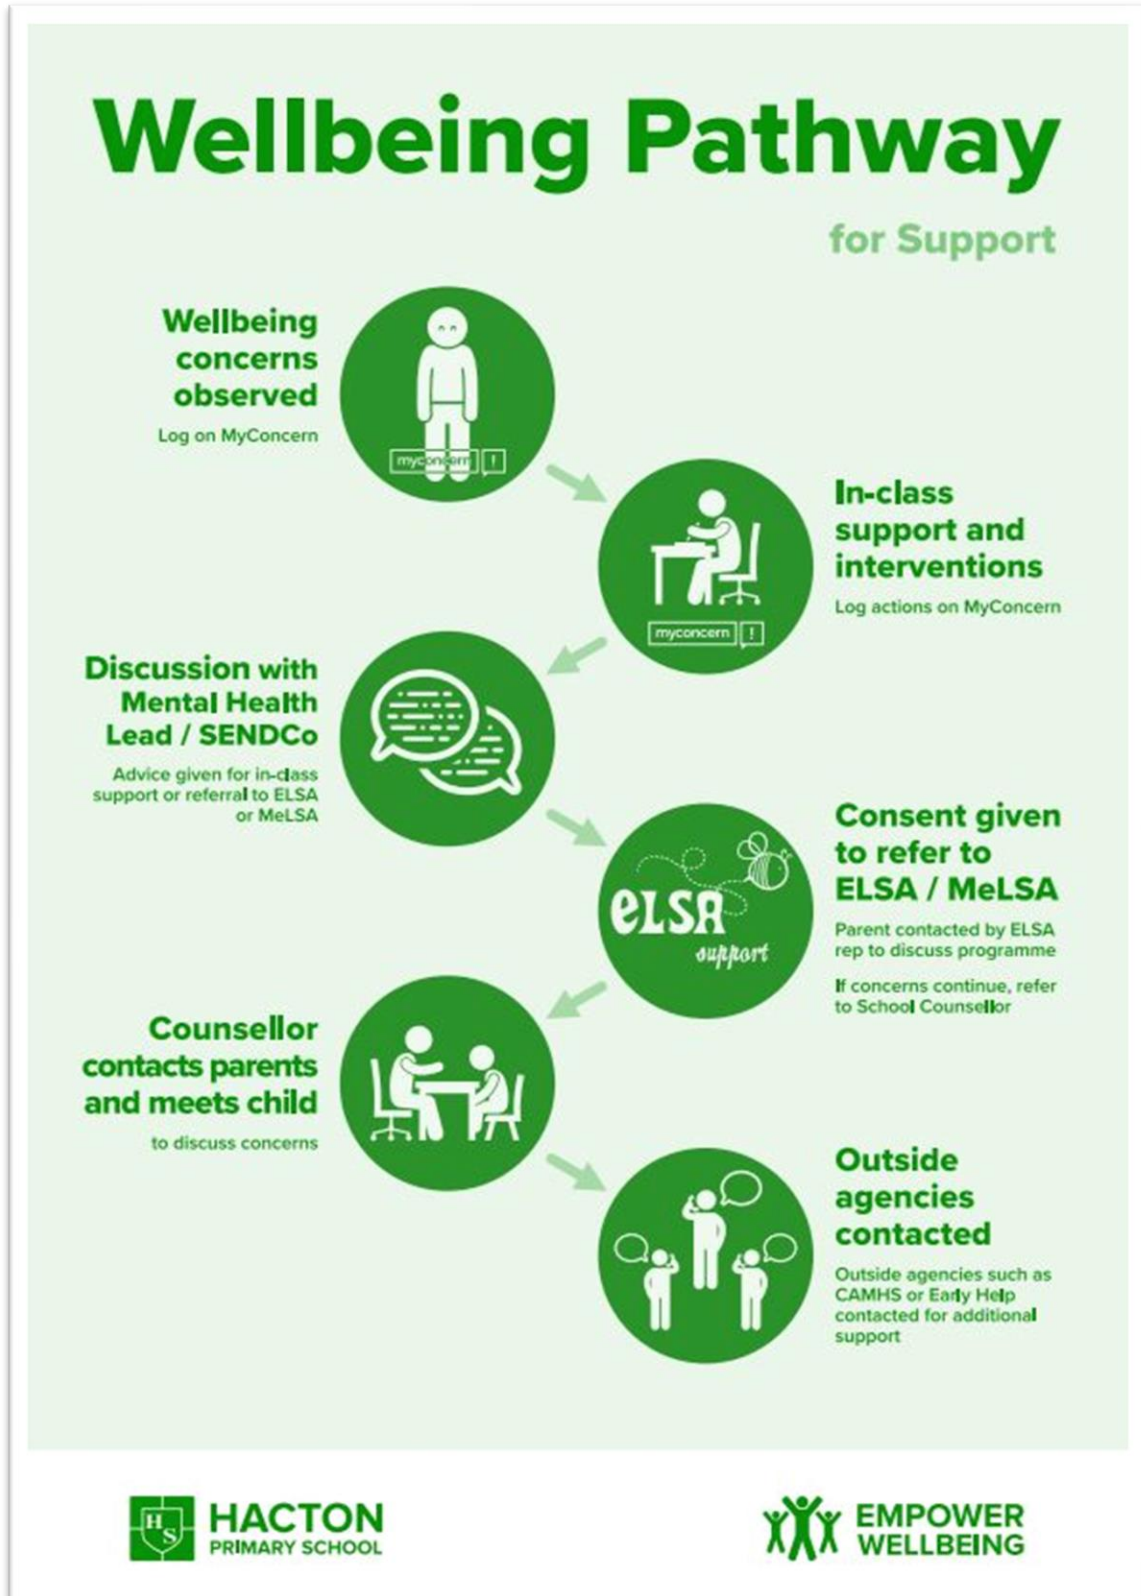 Wellbeing Pathway
for Support
Wellbeing
concerns
observed
Log on MyConcern
myconcern !
In-class
support and
interventions
Log actions on MyConcern
myconcern !
Discussion with
Mental Health
Lead / SENDCo
Advice given for in-class
support or referral to ELSA
or MeLSA
Consent given
to refer to
ELSA / MeLSA
Parent contacted by ELSA
rep to discuss programme
If concerns continue, refer
to School Counsellor
eLSA
support
Counsellor
contacts parents
and meets child
to discuss concerns
Outside
agencies
contacted
Outside agencies such as
CAMHS or Early Help
contacted for additional
support
HS
HACTON
PRIMARY SCHOOL
EMPOWER
WELLBEING